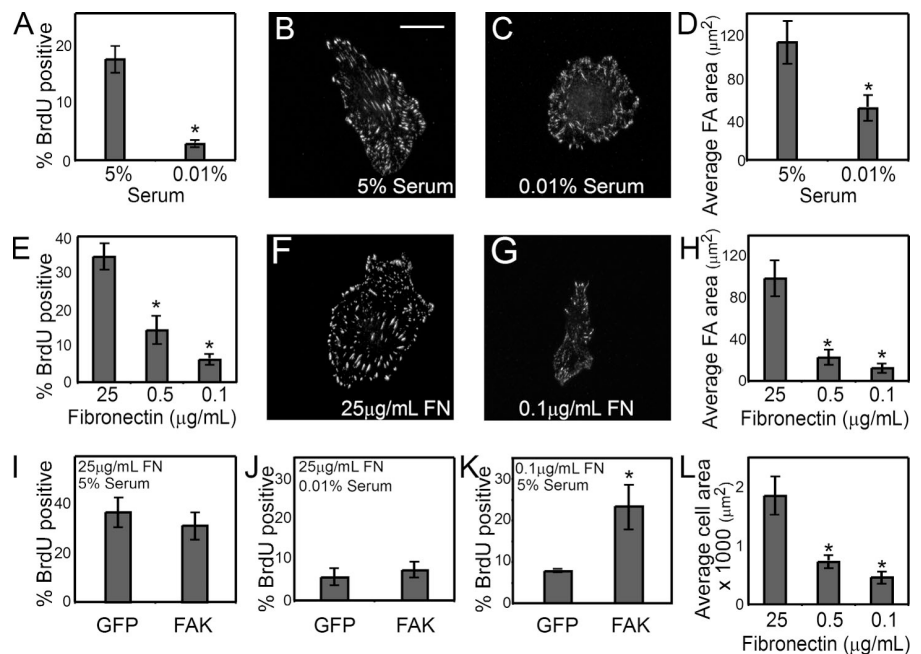 A
% BrdU positive
20
10
0
*
5%
0.01%
Serum
B
5% Serum
C
0.01% Serum
D
Average FA area (μm²)
120
80
40
0
*
5%
0.01%
Serum
E
% BrdU positive
40
30
20
10
0
*
*
25
0.5
0.1
Fibronectin (μg/mL)
F
25μg/mL FN
G
0.1μg/mL FN
H
Average FA area (μm²)
120
80
40
0
*
*
25
0.5
0.1
Fibronectin (μg/mL)
I
25μg/mL FN
5% Serum
% BrdU positive
40
20
0
GFP
FAK
J
25μg/mL FN
0.01% Serum
% BrdU positive
30
20
10
0
GFP
FAK
K
0.1μg/mL FN
5% Serum
% BrdU positive
30
20
10
0
*
GFP
FAK
L
Average cell area
x 1000 (μm²)
2
1
0
*
*
25
0.5
0.1
Fibronectin (μg/mL)